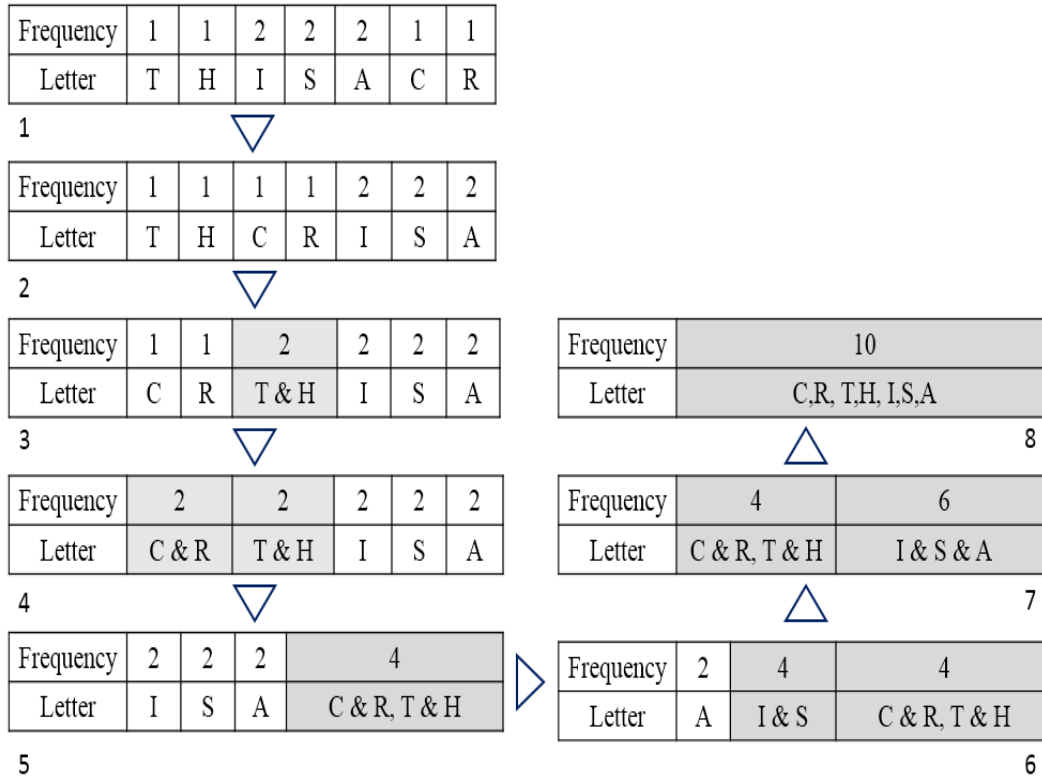 Frequency 1 1 2 2 2 1 1
Letter T H I S A C R
1
Frequency 1 1 1 1 2 2 2
Letter T H C R I S A
2
Frequency 1 1 2 2 2 2
Letter C R T & H I S A
3
Frequency 2 2 2 2 2
Letter C & R T & H I S A
4
Frequency 2 2 2 4
Letter I S A C & R, T & H
5
Frequency 2 4 4
Letter A I & S C & R, T & H
6
Frequency 4 6
Letter C & R, T & H I & S & A
7
Frequency 10
Letter C,R, T,H, I,S,A
8